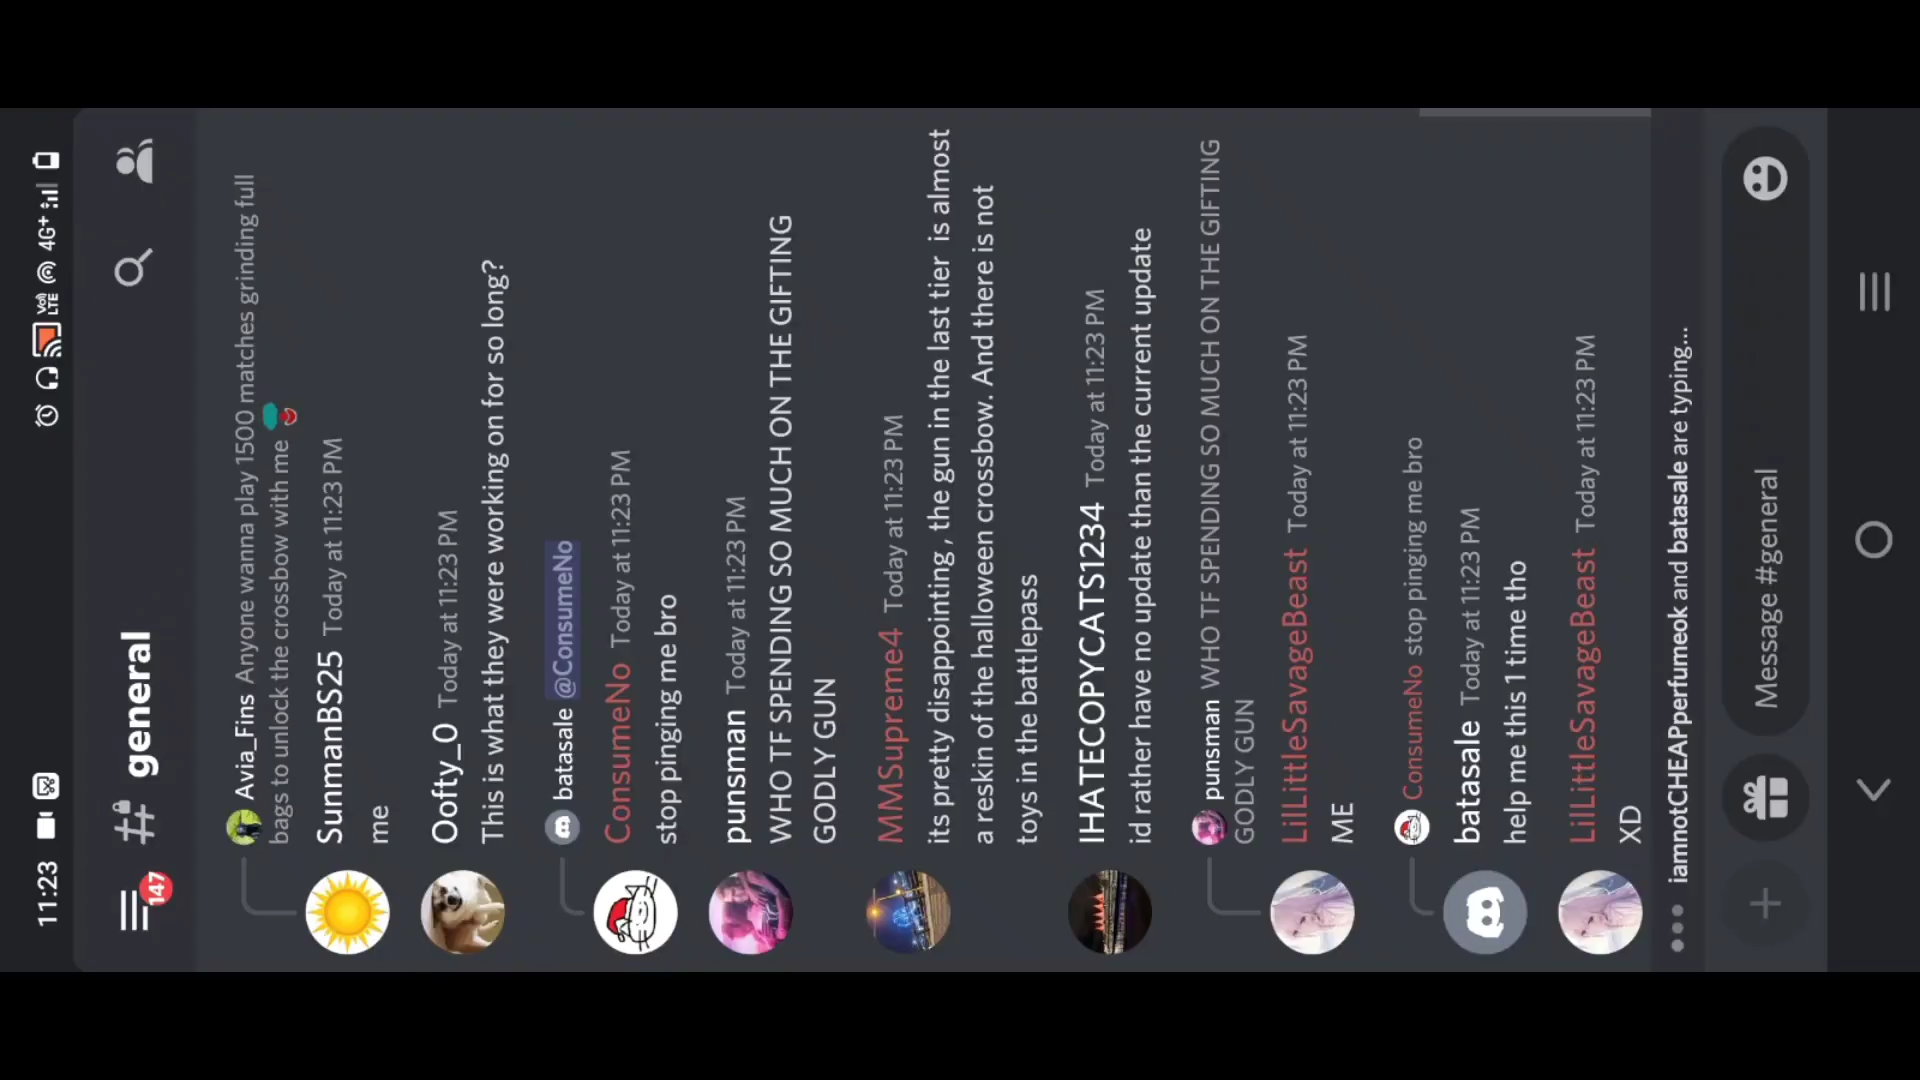 11:23
Vo)) LTE 4G+
147
general
Avia_Fins Anyone wanna play 1500 matches grinding full
bags to unlock the crossbow with me
SunmanBS25 Today at 11:23 PM
me
Oofty_O Today at 11:23 PM
This is what they were working on for so long?
batasale @ConsumeNo
ConsumeNo Today at 11:23 PM
stop pinging me bro
punsman Today at 11:23 PM
WHO TF SPENDING SO MUCH ON THE GIFTING
GODLY GUN
MMSupreme4 Today at 11:23 PM
its pretty disappointing , the gun in the last tier is almost
a reskin of the halloween crossbow. And there is not
toys in the battlepass
IHATECOPYCATS1234 Today at 11:23 PM
id rather have no update than the current update
punsman WHO TF SPENDING SO MUCH ON THE GIFTING
GODLY GUN
LilLittleSavageBeast Today at 11:23 PM
ME
ConsumeNo stop pinging me bro
batasale Today at 11:23 PM
help me this 1 time tho
LilLittleSavageBeast Today at 11:23 PM
XD
iamnotCHEAPperfumeok and batasale are typing...
Message #general